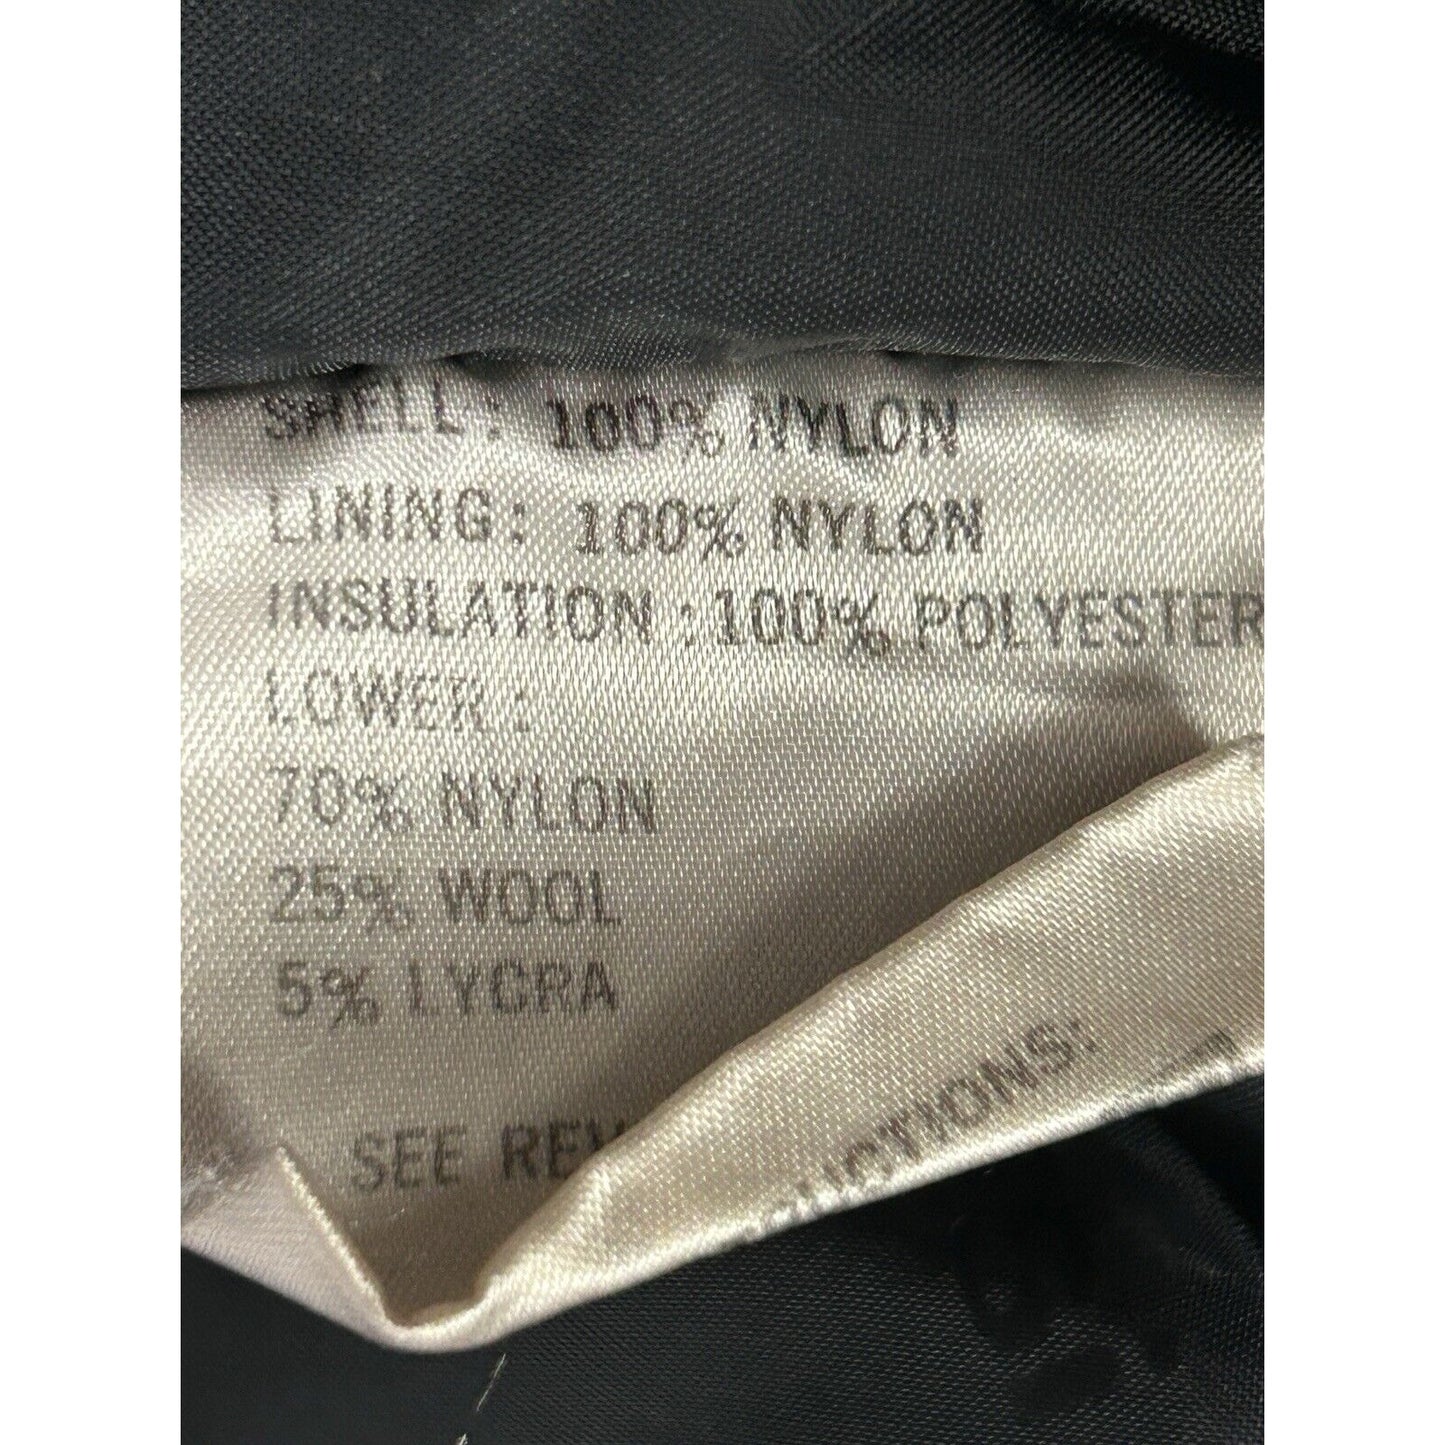 SHELL: 100% NYLON
LINING: 100% NYLON
INSULATION :100% POLYESTER
LOWER:
70% NYLON
25% WOOL
5% LYCRA
SEE